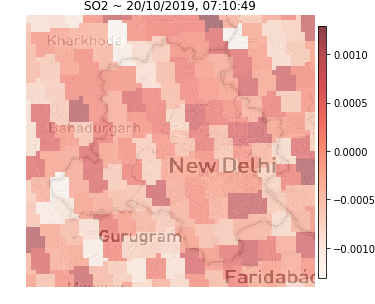 SO2 ~ 20/10/2019, 07:10:49
Kharkhoda
0.0010
0.0005
Bahadurgarh
0.0000
New Delhi
−0.0005
Gurugram
−0.0010
Faridabad